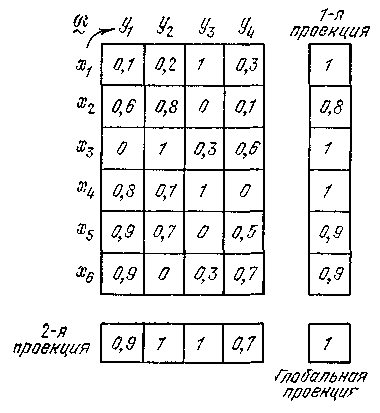 1-я
проекция
R y1 y2 y3 y4
x1 0,1 0,2 1 0,3 1
x2 0,6 0,8 0 0,1 0,8
x3 0 1 0,3 0,6 1
x4 0,8 0,1 1 0 1
x5 0,9 0,7 0 0,5 0,9
x6 0,9 0 0,3 0,7 0,9
2-я
проекция
0,9 1 1 0,7 1
Глобальная
проекция